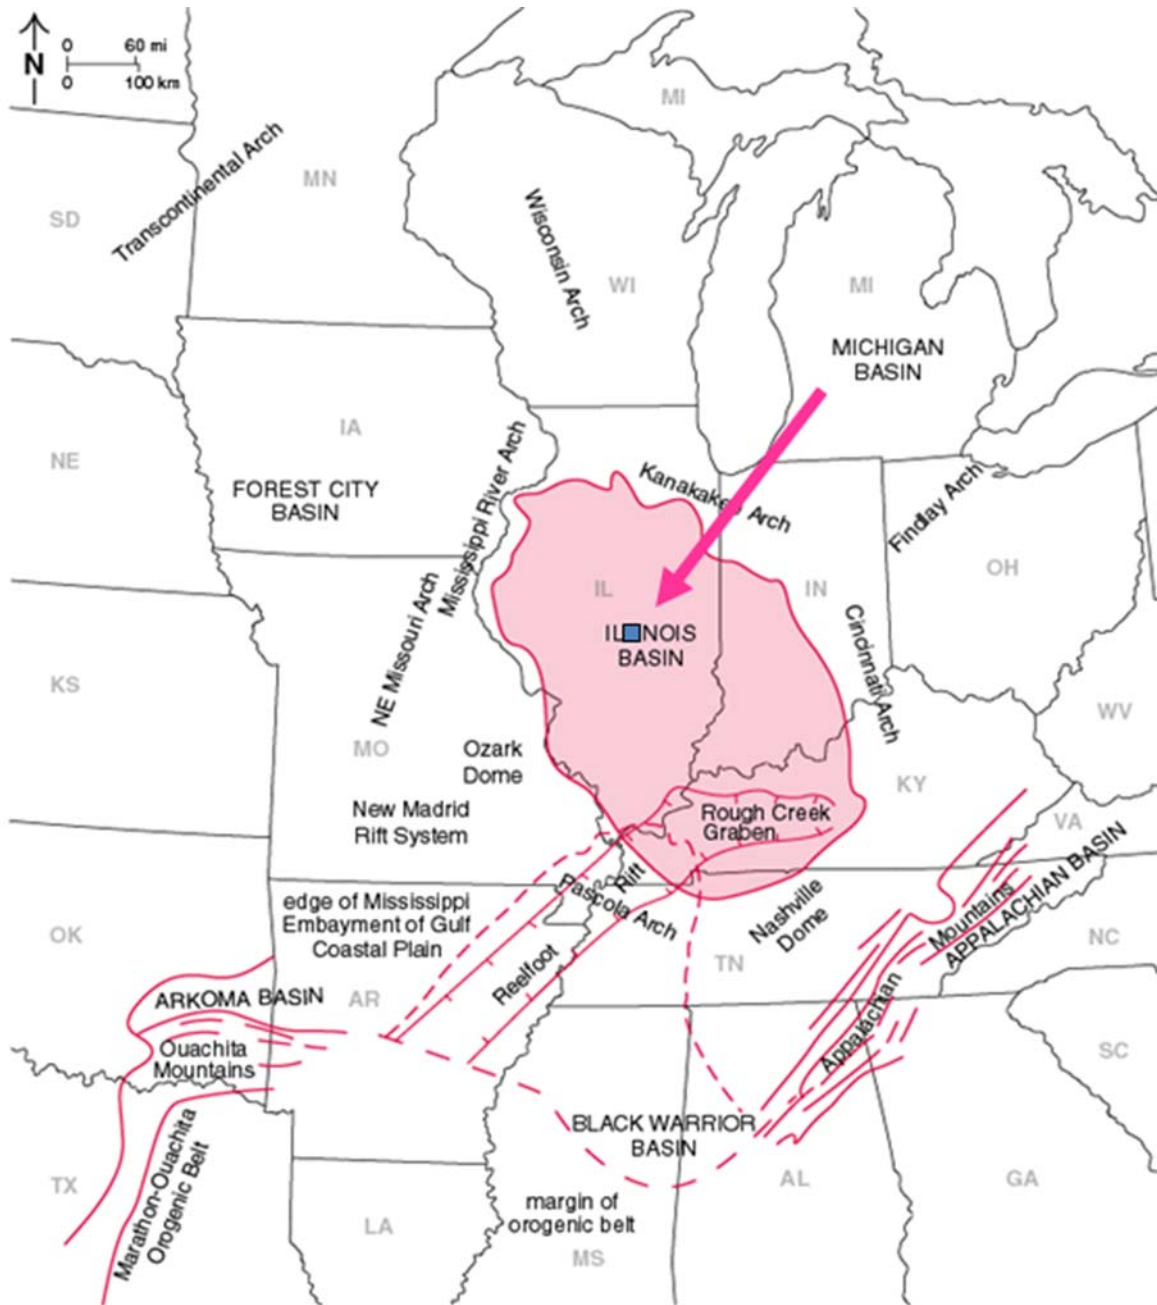 0 60 mi
N
0 100 km
MI
Transcontinental Arch
MN
SD
Wisconsin Arch
WI
MI
MICHIGAN
BASIN
IA
NE
Mississippi River Arch
FOREST CITY
BASIN
Kanakakee Arch
Findlay Arch
OH
IL
IN
NE Missouri Arch
Cincinnati Arch
ILLINOIS
BASIN
KS
WV
MO
Ozark
Dome
KY
New Madrid
Rift System
Rough Creek
Graben
VA
Rift
Pascola Arch
edge of Mississippi
Embayment of Gulf
Coastal Plain
Nashville
Dome
Mountains
APPALACHIAN BASIN
OK
NC
TN
Reelfoot
ARKOMA BASIN
AR
Appalachian
Ouachita
Mountains
SC
BLACK WARRIOR
BASIN
Marathon-Ouachita
Orogenic Belt
TX
AL
GA
margin of
orogenic belt
LA
MS